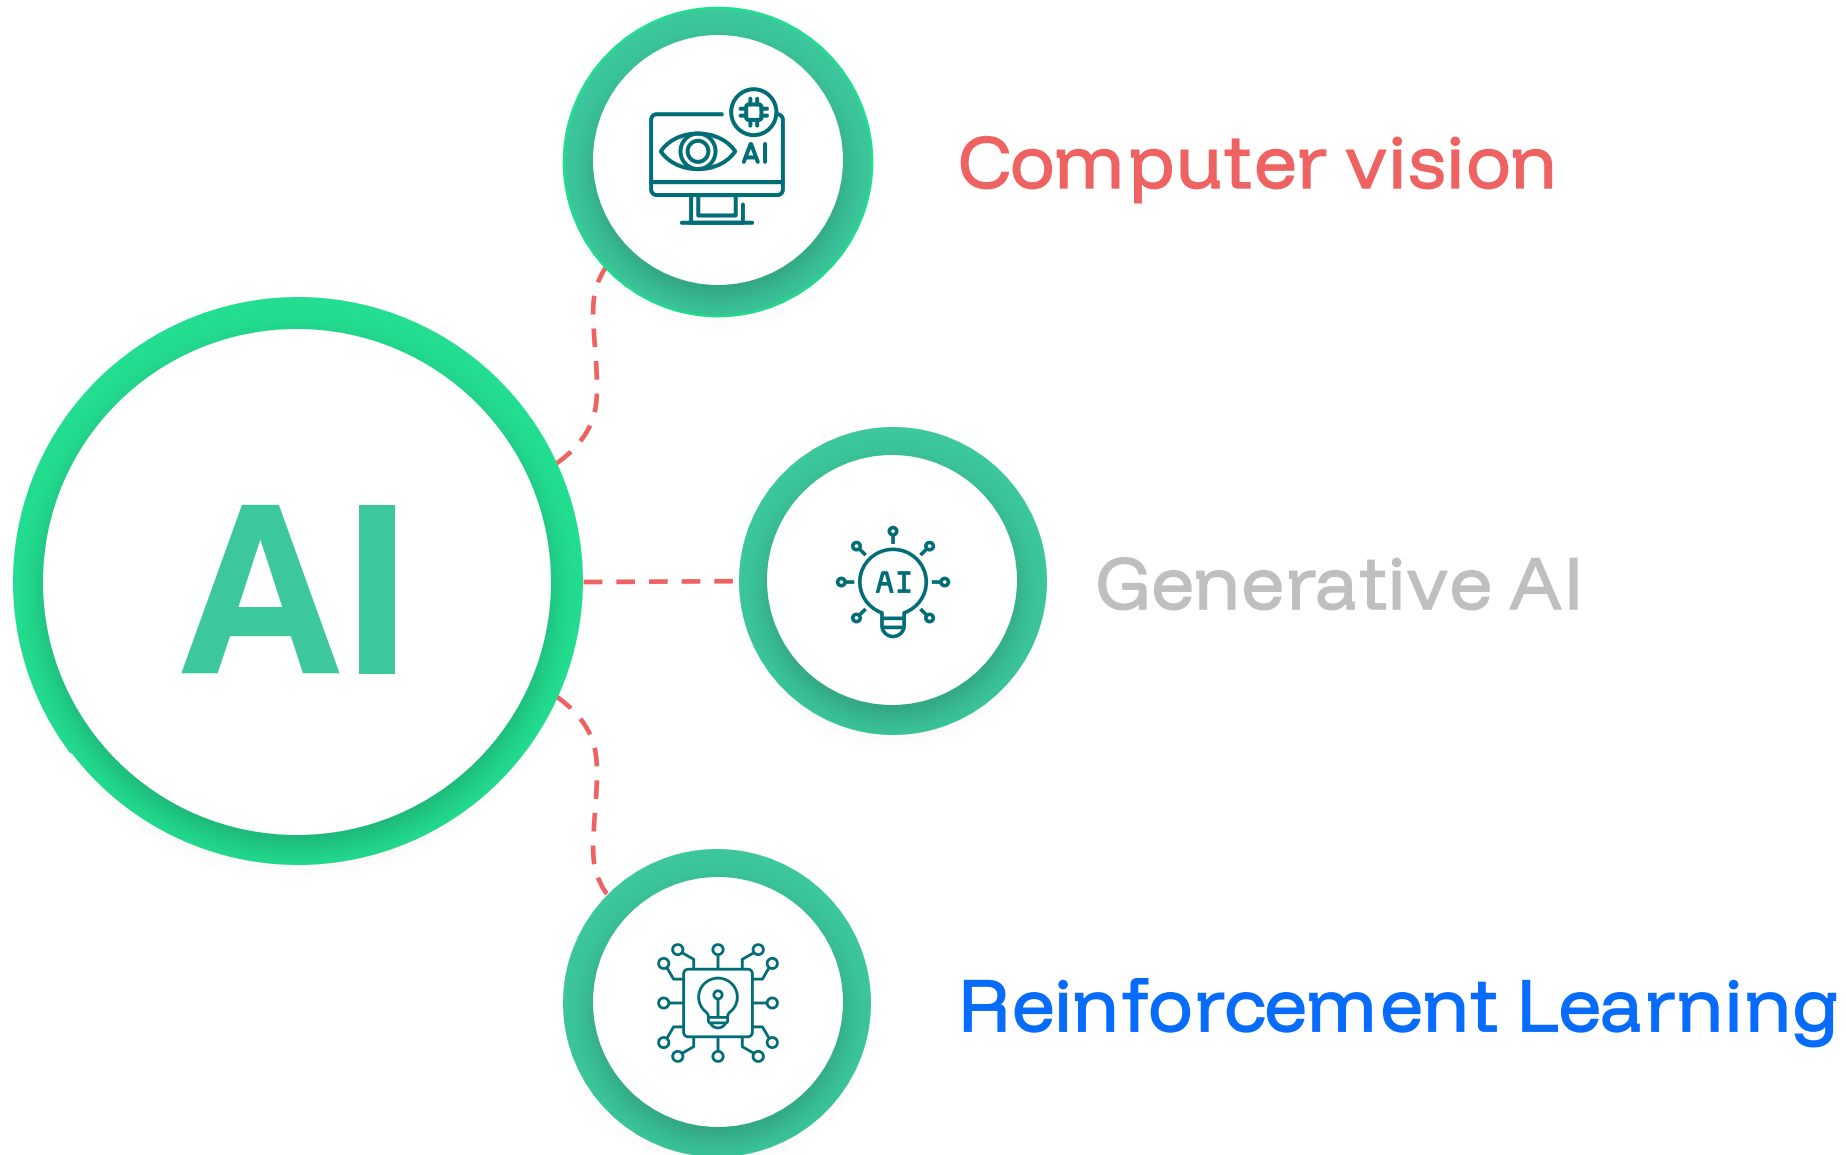 AI
Computer vision
AI
Generative AI
AI
Reinforcement Learning